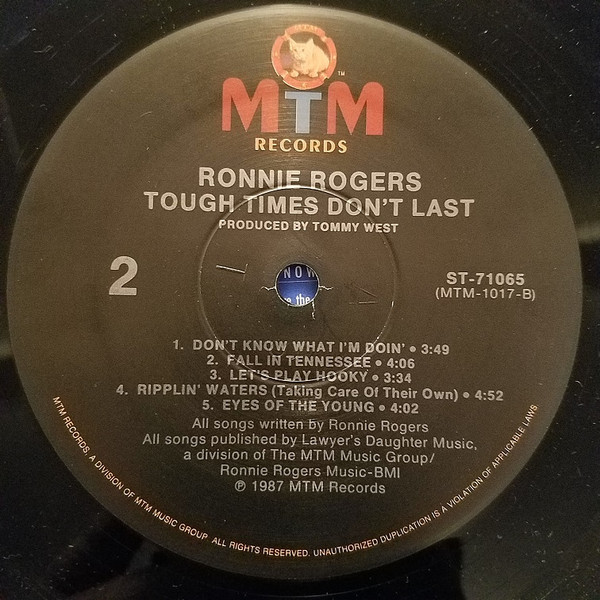 MTM
TM
RECORDS
RONNIE ROGERS
TOUGH TIMES DON'T LAST
PRODUCED BY TOMMY WEST
2
NOW
the
ST-71065
(MTM-1017-B)
1. DON'T KNOW WHAT I'M DOIN' • 3:49
2. FALL IN TENNESSEE • 4:06
3. LET'S PLAY HOOKY • 3:34
4. RIPPLIN' WATERS (Taking Care Of Their Own) • 4:52
5. EYES OF THE YOUNG • 4:02
All songs written by Ronnie Rogers
All songs published by Lawyer's Daughter Music,
a division of The MTM Music Group/
Ronnie Rogers Music-BMI
℗ 1987 MTM Records
MTM RECORDS, A DIVISION OF MTM MUSIC GROUP ALL RIGHTS RESERVED. UNAUTHORIZED DUPLICATION IS A VIOLATION OF APPLICABLE LAWS